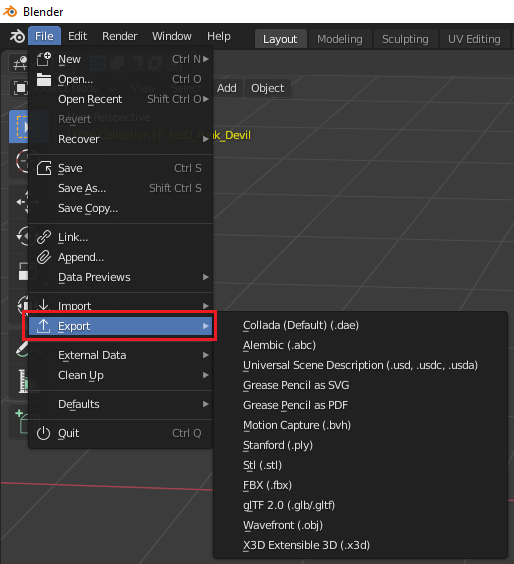 Blender
File Edit Render Window Help Layout Modeling Sculpting UV Editing
New Ctrl N
Open... Ctrl O
Open Recent Shift Ctrl O
Add Object
Revert
Perspective
Recover
Collection | F_MED_ _Devil
Save Ctrl S
Save As... Shift Ctrl S
Save Copy...
Link...
Append...
Data Previews
Import
Export
External Data
Clean Up
Defaults
Quit Ctrl Q
Collada (Default) (.dae)
Alembic (.abc)
Universal Scene Description (.usd, .usdc, .usda)
Grease Pencil as SVG
Grease Pencil as PDF
Motion Capture (.bvh)
Stanford (.ply)
Stl (.stl)
FBX (.fbx)
glTF 2.0 (.glb/.gltf)
Wavefront (.obj)
X3D Extensible 3D (.x3d)